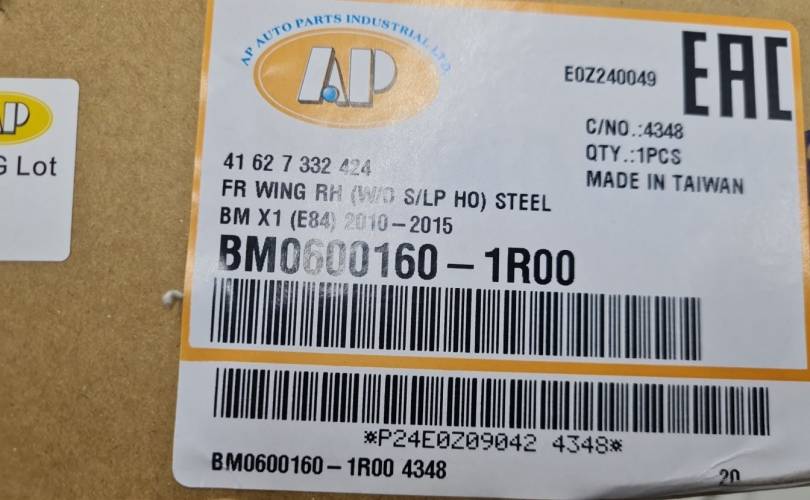 AP AUTO PARTS INDUSTRIAL LTD.
AP
EAC
E0Z240049
C/NO.:4348
QTY.:1PCS
MADE IN TAIWAN
41 62 7 332 424
FR WING RH (W/O S/LP HO) STEEL
BM X1 (E84) 2010-2015
BM0600160-1R00
*P24E0Z09042 4348*
BM0600160-1R00 4348
20
AP
G Lot